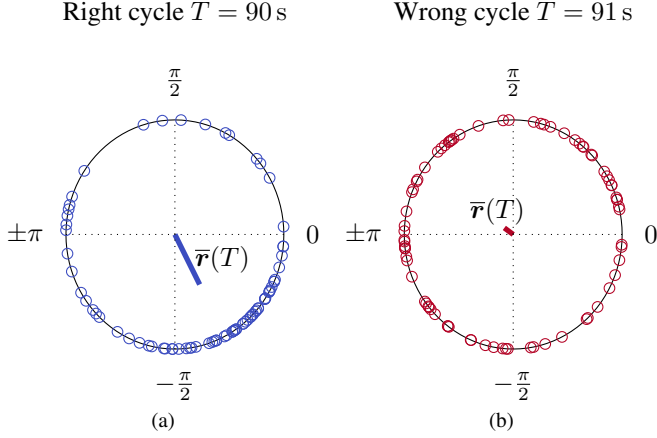 Right cycle T = 90 s
π/2
±π
0
r̅(T)
−π/2
(a)
Wrong cycle T = 91 s
π/2
±π
0
r̅(T)
−π/2
(b)